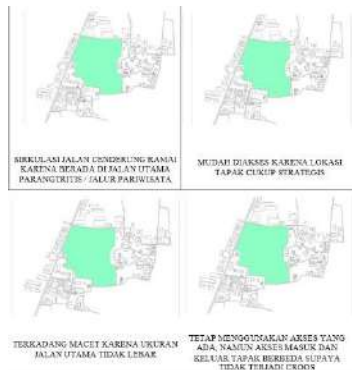 SIRKULASI JALAN CENDERUNG RAMAI
KARENA BERADA DI JALAN UTAMA
PARANGTRITIS / JALUR PARIWISATA
MUDAH DIAKSES KARENA LOKASI
TAPAK CUKUP STRATEGIS
TERKADANG MACET KARENA UKURAN
JALAN UTAMA TIDAK LEBAR
TETAP MENGGUNAKAN AKSES YANG
ADA, NAMUN AKSES MASUK DAN
KELUAR TAPAK BERBEDA SUPAYA
TIDAK TERJADI CROOS